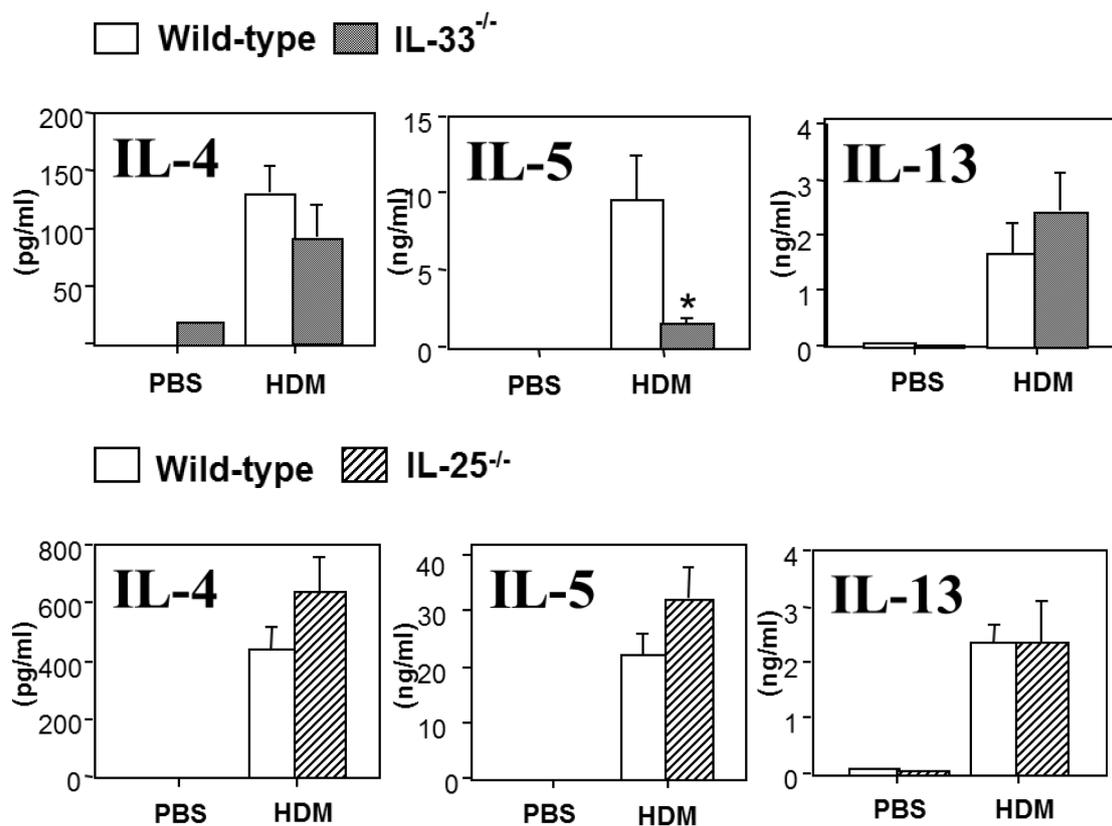 Wild-type IL-33-/-
200
150
100
50
(pg/ml)
IL-4
PBS HDM
15
10
5
0
(ng/ml)
IL-5
*
PBS HDM
4
3
2
1
0
(ng/ml)
IL-13
PBS HDM
Wild-type IL-25-/-
800
600
400
200
0
(pg/ml)
IL-4
PBS HDM
40
30
20
10
0
(ng/ml)
IL-5
PBS HDM
4
3
2
1
0
(ng/ml)
IL-13
PBS HDM